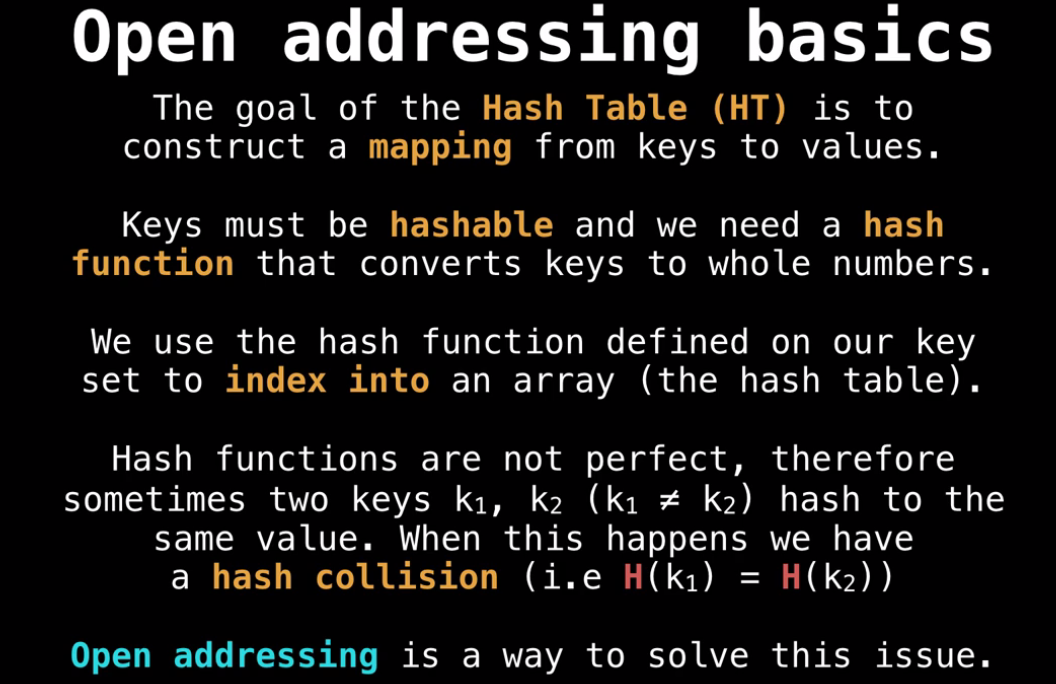 Open addressing basics
The goal of the Hash Table (HT) is to
construct a mapping from keys to values.
Keys must be hashable and we need a hash
function that converts keys to whole numbers.
We use the hash function defined on our key
set to index into an array (the hash table).
Hash functions are not perfect, therefore
sometimes two keys k₁, k₂ (k₁ ≠ k₂) hash to the
same value. When this happens we have
a hash collision (i.e H(k₁) = H(k₂))
Open addressing is a way to solve this issue.